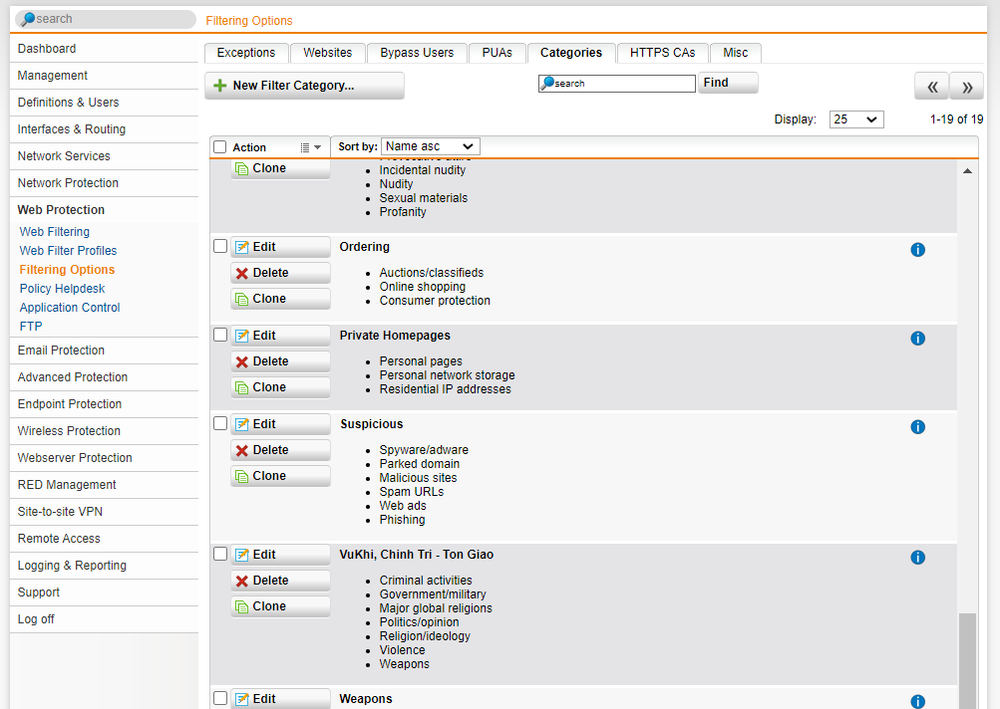 search
Filtering Options
Dashboard
Management
Definitions & Users
Interfaces & Routing
Network Services
Network Protection
Web Protection
Web Filtering
Web Filter Profiles
Filtering Options
Policy Helpdesk
Application Control
FTP
Email Protection
Advanced Protection
Endpoint Protection
Wireless Protection
Webserver Protection
RED Management
Site-to-site VPN
Remote Access
Logging & Reporting
Support
Log off
Exceptions Websites Bypass Users PUAs Categories HTTPS CAs Misc
New Filter Category... search Find « »
Display: 25 1-19 of 19
Action Sort by: Name asc
Clone
Incidental nudity
Nudity
Sexual materials
Profanity
Edit Ordering
Delete
Clone
Auctions/classifieds
Online shopping
Consumer protection
Edit Private Homepages
Delete
Clone
Personal pages
Personal network storage
Residential IP addresses
Edit Suspicious
Delete
Clone
Spyware/adware
Parked domain
Malicious sites
Spam URLs
Web ads
Phishing
Edit VuKhi, Chinh Tri - Ton Giao
Delete
Clone
Criminal activities
Government/military
Major global religions
Politics/opinion
Religion/ideology
Violence
Weapons
Edit Weapons